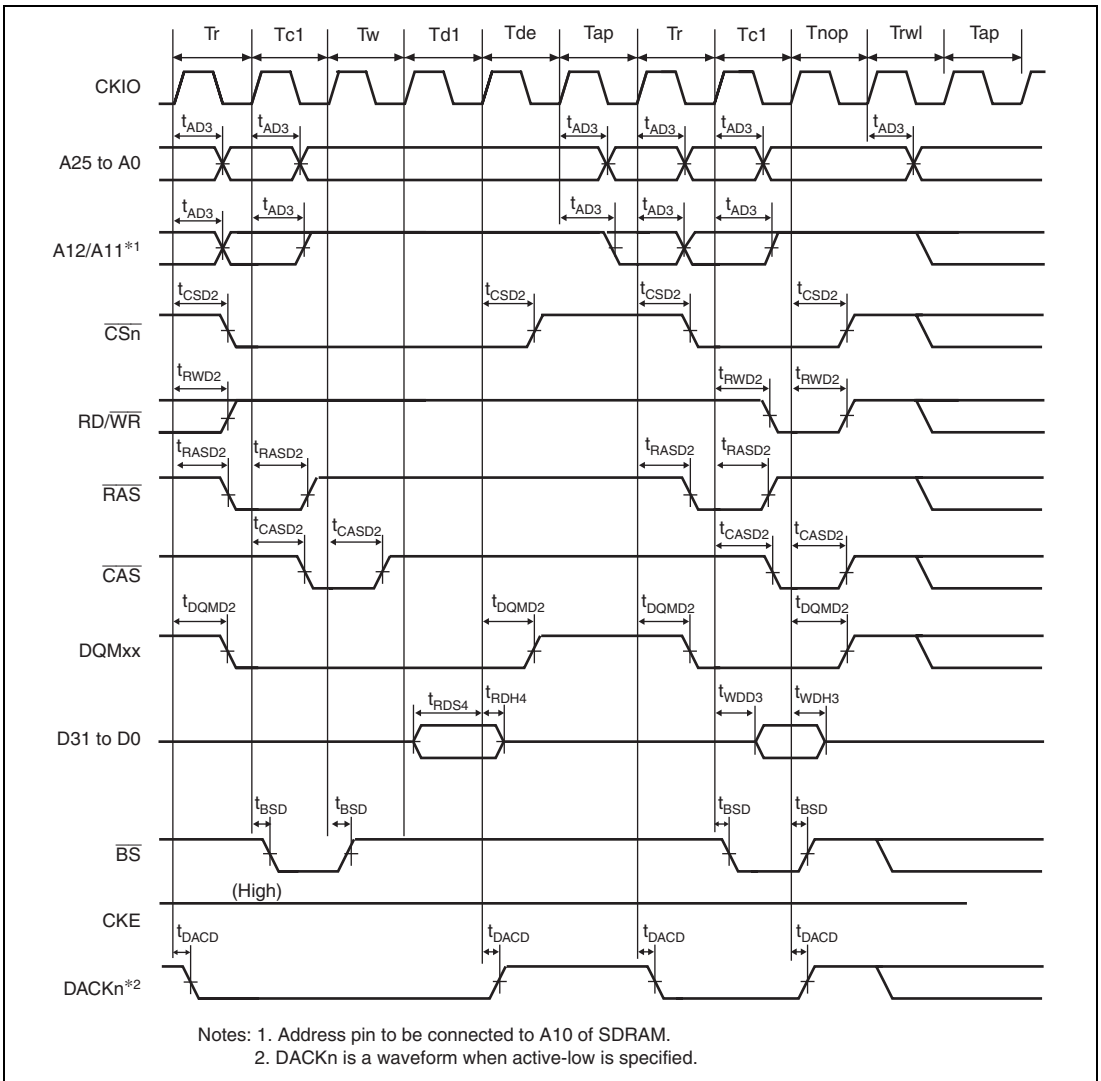 Tr Tc1 Tw Td1 Tde Tap Tr Tc1 Tnop Trwl Tap
CKIO
tAD3 tAD3 tAD3 tAD3 tAD3 tAD3
A25 to A0
tAD3 tAD3 tAD3 tAD3 tAD3
A12/A11*1
tCSD2 tCSD2 tCSD2 tCSD2
CSn
tRWD2 tRWD2 tRWD2
RD/WR
tRASD2 tRASD2 tRASD2 tRASD2
RAS
tCASD2 tCASD2 tCASD2 tCASD2
CAS
tDQMD2 tDQMD2 tDQMD2 tDQMD2
DQMxx
tRDS4 tRDH4 tWDD3 tWDH3
D31 to D0
tBSD tBSD tBSD tBSD
BS
(High)
CKE
tDACD tDACD tDACD tDACD
DACKn*2
Notes: 1. Address pin to be connected to A10 of SDRAM.
2. DACKn is a waveform when active-low is specified.